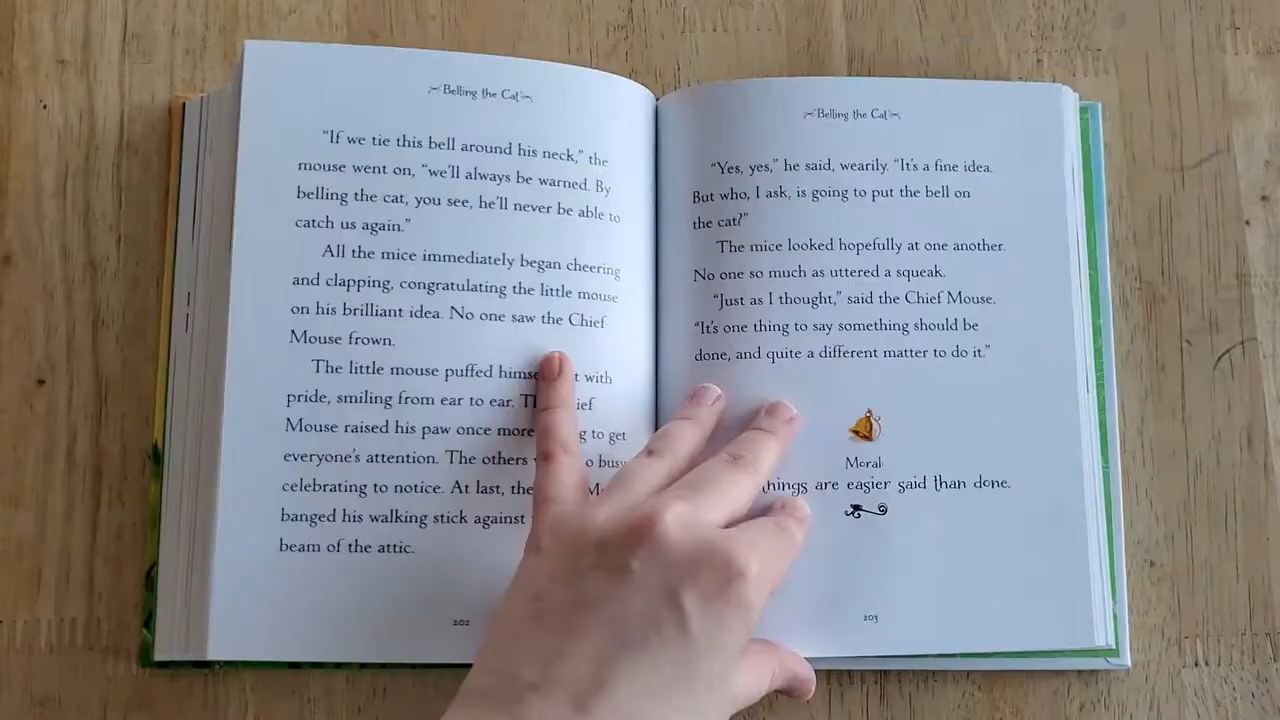 Belling the Cat
“If we tie this bell around his neck,” the
mouse went on, “we’ll always be warned. By
belling the cat, you see, he’ll never be able to
catch us again.”
All the mice immediately began cheering
and clapping, congratulating the little mouse
on his brilliant idea. No one saw the Chief
Mouse frown.
The little mouse puffed with
pride, smiling from ear to ear.
Mouse raised his paw once more to get
everyone’s attention. The others busy
celebrating to notice. At last, the
banged his walking stick against
beam of the attic.
202
Belling the Cat
“Yes, yes,” he said, wearily. “It’s a fine idea.
But who, I ask, is going to put the bell on
the cat?”
The mice looked hopefully at one another.
No one so much as uttered a squeak.
“Just as I thought,” said the Chief Mouse.
“It’s one thing to say something should be
done, and quite a different matter to do it.”
Moral:
things are easier said than done.
203